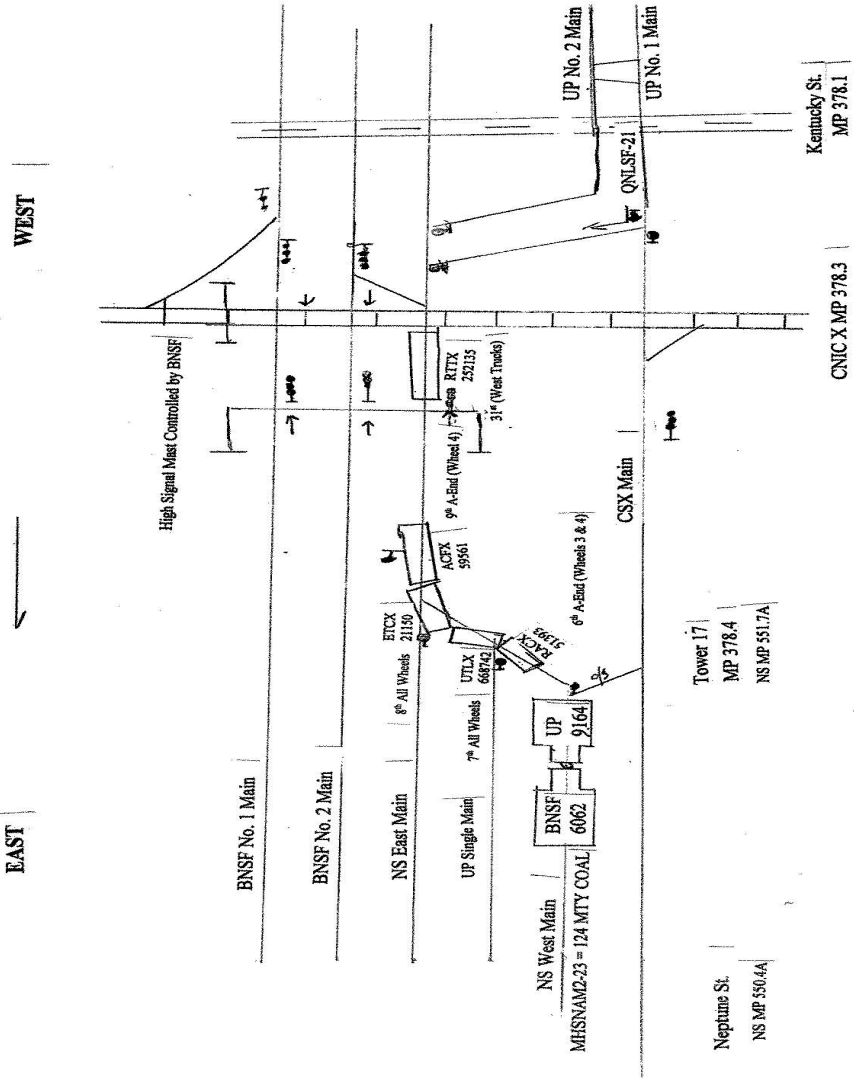 WEST
EAST
High Signal Mast Controlled by BNSF
BNSF No. 1 Main
BNSF No. 2 Main
NS East Main
UP Single Main
NS West Main
MHSNAM2-23 = 124 MTY COAL
UP No. 2 Main
UP No. 1 Main
QNLSF-21
CSX Main
RTTX
252135
31st (West Trucks)
9th A-End (Wheel 4)
ACFX
59561
ETCX
21150
8th All Wheels
UTLX
668742
7th All Wheels
RACX
51393
6th A-End (Wheels 3 & 4)
D/S
UP
9164
BNSF
6062
Kentucky St.
MP 378.1
CNIC X MP 378.3
Tower 17
MP 378.4
NS MP 551.7A
Neptune St.
NS MP 550.4A